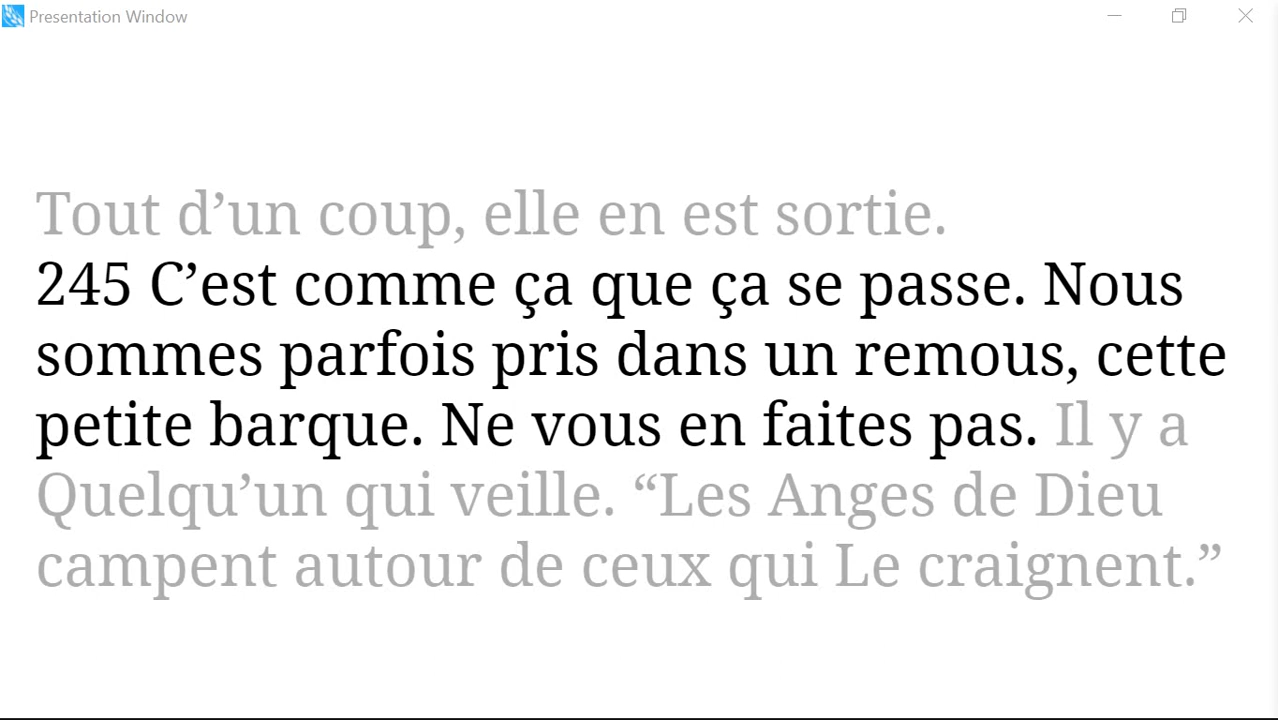 Presentation Window
Tout d’un coup, elle en est sortie.
245 C’est comme ça que ça se passe. Nous
sommes parfois pris dans un remous, cette
petite barque. Ne vous en faites pas. Il y a
Quelqu’un qui veille. “Les Anges de Dieu
campent autour de ceux qui Le craignent.”